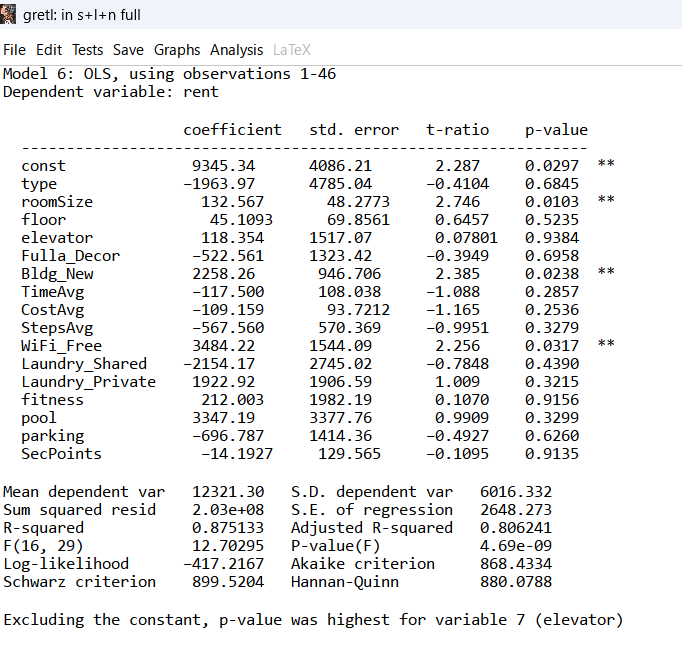 gretl: in s+l+n full
File Edit Tests Save Graphs Analysis LaTeX
Model 6: OLS, using observations 1-46
Dependent variable: rent
coefficient std. error t-ratio p-value
---------------------------------------------------------------
const 9345.34 4086.21 2.287 0.0297 **
type −1963.97 4785.04 −0.4104 0.6845
roomSize 132.567 48.2773 2.746 0.0103 **
floor 45.1093 69.8561 0.6457 0.5235
elevator 118.354 1517.07 0.07801 0.9384
Fulla_Decor −522.561 1323.42 −0.3949 0.6958
Bldg_New 2258.26 946.706 2.385 0.0238 **
TimeAvg −117.500 108.038 −1.088 0.2857
CostAvg −109.159 93.7212 −1.165 0.2536
StepsAvg −567.560 570.369 −0.9951 0.3279
WiFi_Free 3484.22 1544.09 2.256 0.0317 **
Laundry_Shared −2154.17 2745.02 −0.7848 0.4390
Laundry_Private 1922.92 1906.59 1.009 0.3215
fitness 212.003 1982.19 0.1070 0.9156
pool 3347.19 3377.76 0.9909 0.3299
parking −696.787 1414.36 −0.4927 0.6260
SecPoints −14.1927 129.565 −0.1095 0.9135
Mean dependent var 12321.30 S.D. dependent var 6016.332
Sum squared resid 2.03e+08 S.E. of regression 2648.273
R-squared 0.875133 Adjusted R-squared 0.806241
F(16, 29) 12.70295 P-value(F) 4.69e-09
Log-likelihood −417.2167 Akaike criterion 868.4334
Schwarz criterion 899.5204 Hannan-Quinn 880.0788
Excluding the constant, p-value was highest for variable 7 (elevator)